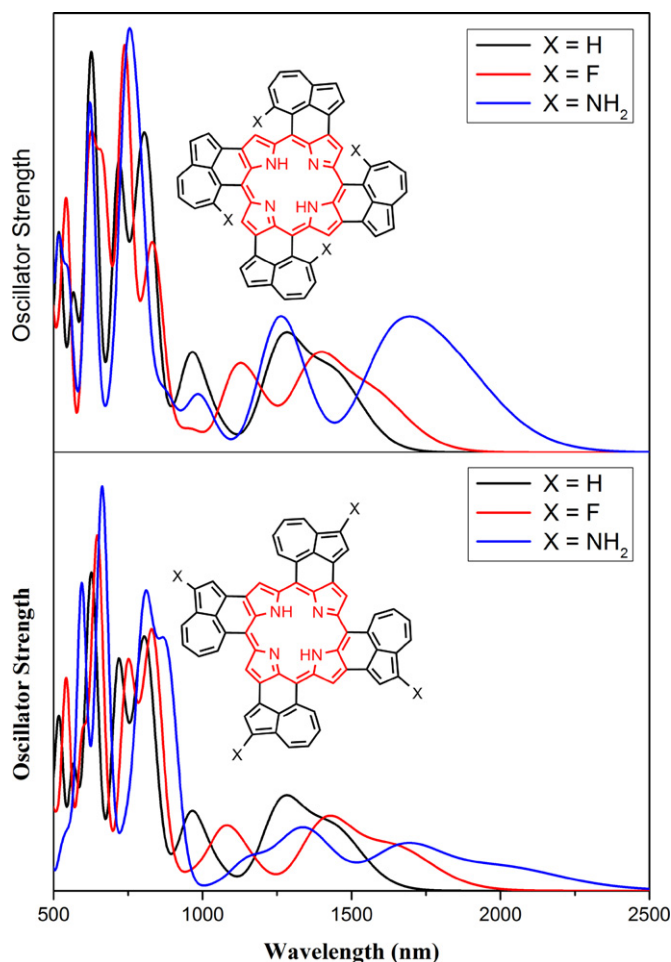 X = H
X = F
X = NH₂
Oscillator Strength
X
X
NH
N
N
HN
X
X
X = H
X = F
X = NH₂
Oscillator Strength
X
X
NH
N
N
HN
X
X
500
1000
1500
2000
2500
Wavelength (nm)